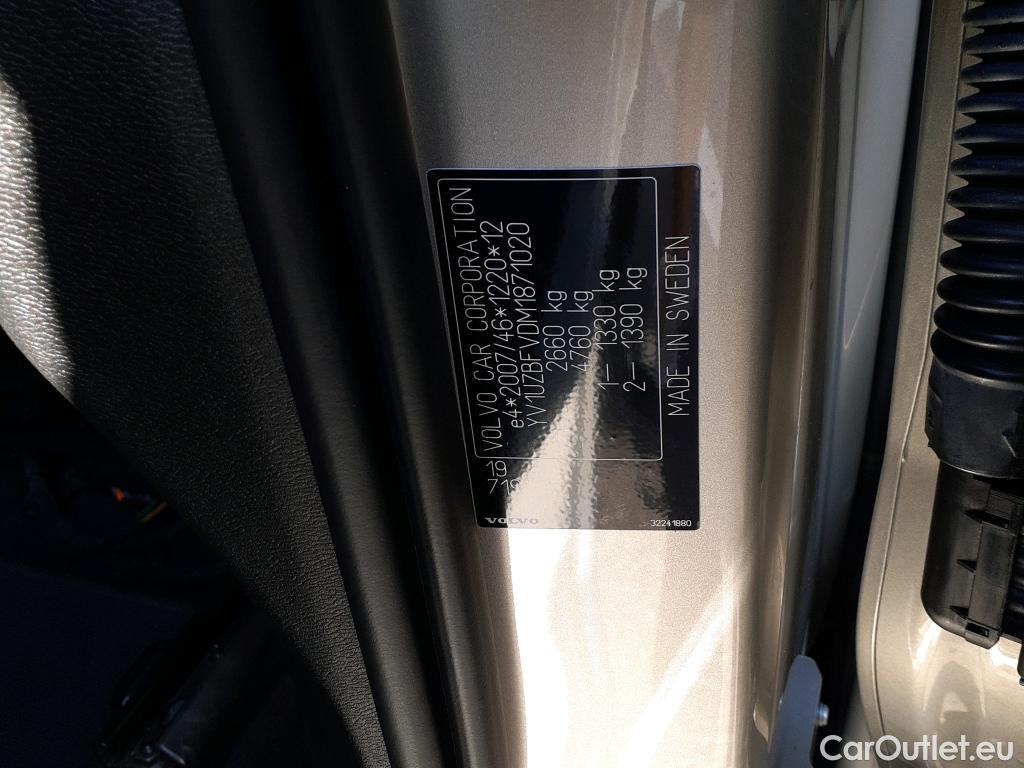 VOLVO CAR CORPORATION
e4*2007/46*1220*12
YV1UZBFVDM1871020
2660 kg
4760 kg
1– 1330 kg
2– 1390 kg
MADE IN SWEDEN
719
VOLVO
32241880
CarOutlet.eu